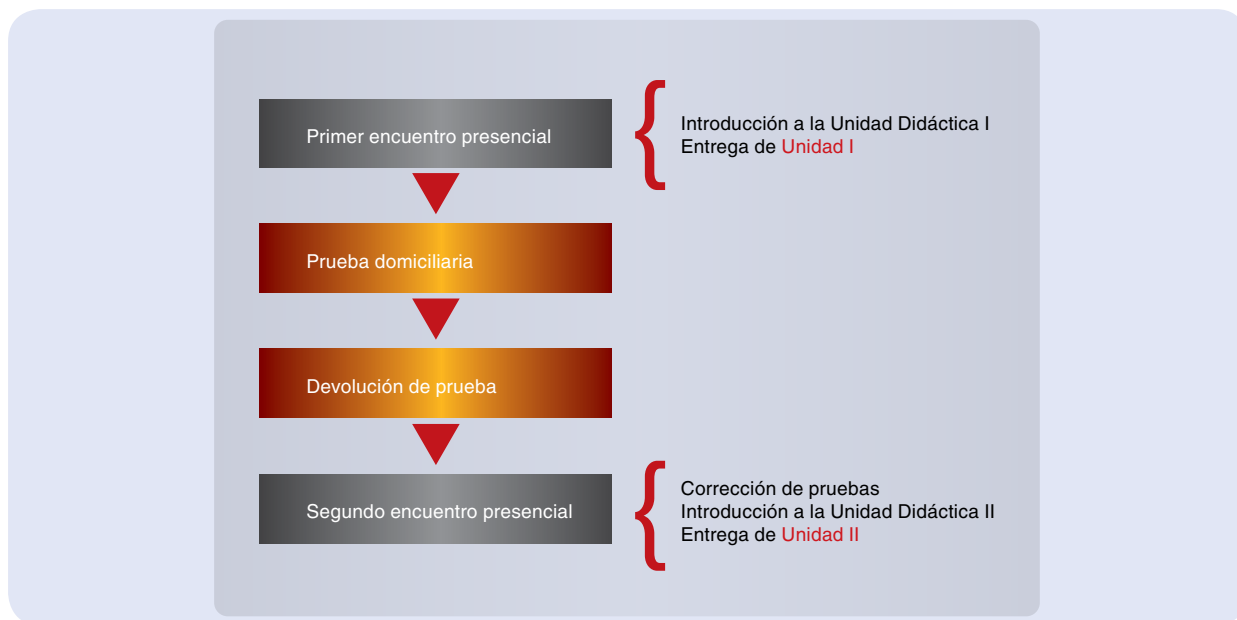 Primer encuentro presencial
Introducción a la Unidad Didáctica I
Entrega de Unidad I
Prueba domiciliaria
Devolución de prueba
Segundo encuentro presencial
Corrección de pruebas
Introducción a la Unidad Didáctica II
Entrega de Unidad II